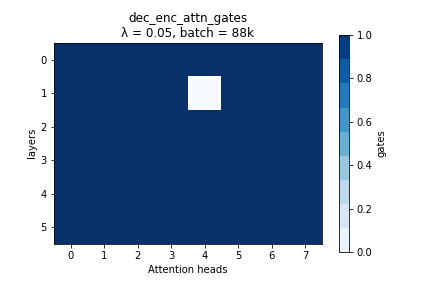 dec_enc_attn_gates
λ = 0.05, batch = 88k
layers
0
1
2
3
4
5
0 1 2 3 4 5 6 7
Attention heads
1.0
0.8
0.6
0.4
0.2
0.0
gates